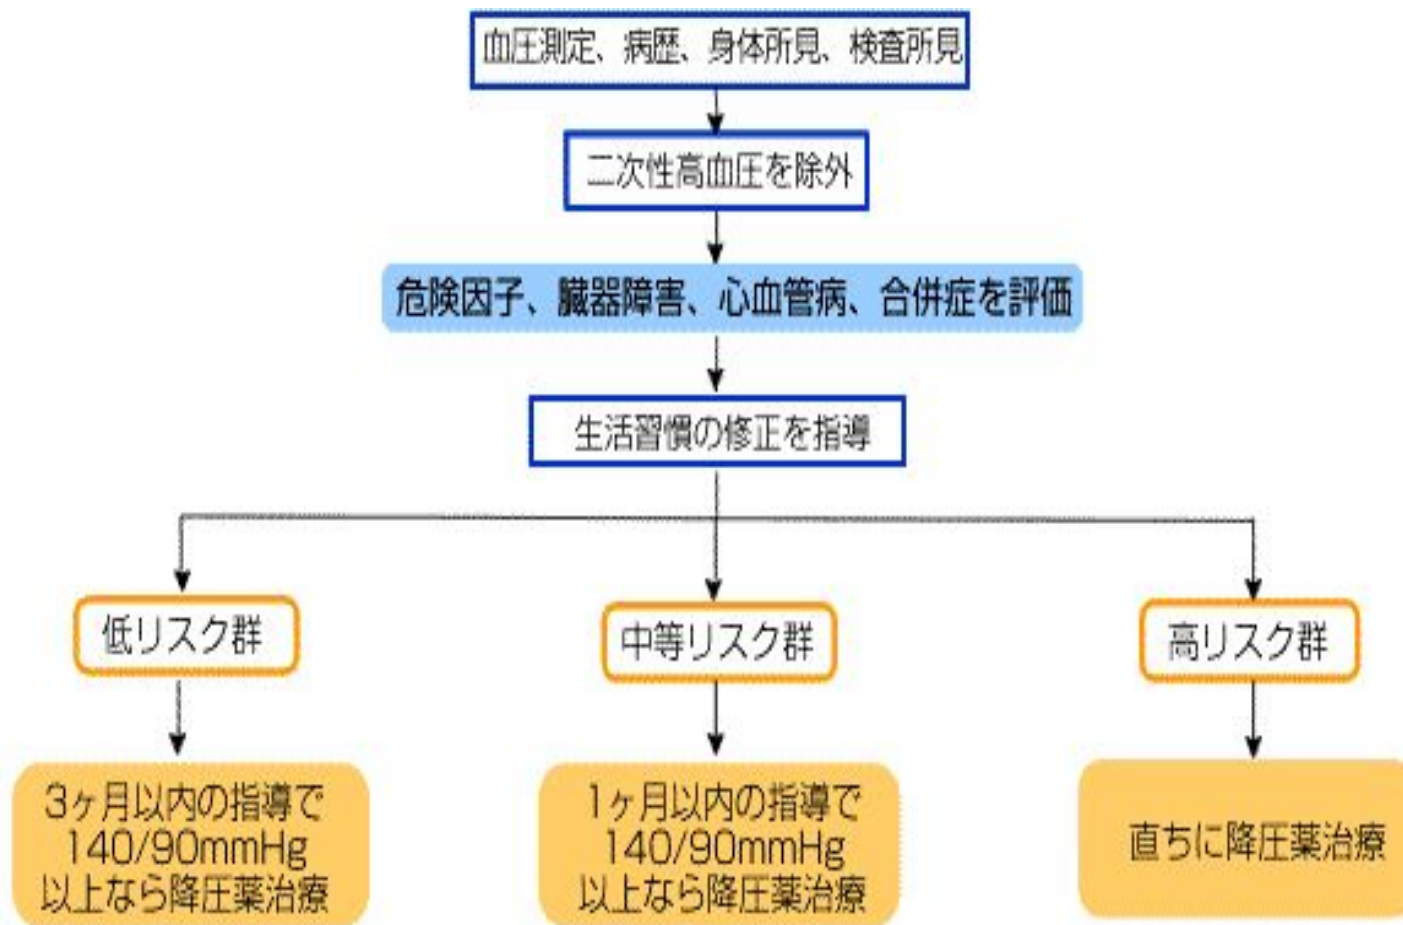 血圧測定、病歴、身体所見、検査所見
二次性高血圧を除外
危険因子、臓器障害、心血管病、合併症を評価
生活習慣の修正を指導
低リスク群
中等リスク群
高リスク群
3ヶ月以内の指導で
140/90mmHg
以上なら降圧薬治療
1ヶ月以内の指導で
140/90mmHg
以上なら降圧薬治療
直ちに降圧薬治療